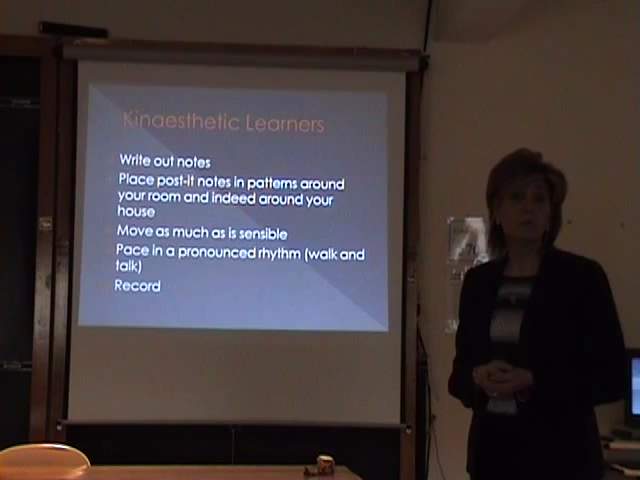 Kinaesthetic Learners
Write out notes
Place post-it notes in patterns around
your room and indeed around your
house
Move as much as is sensible
Pace in a pronounced rhythm (walk and
talk)
Record